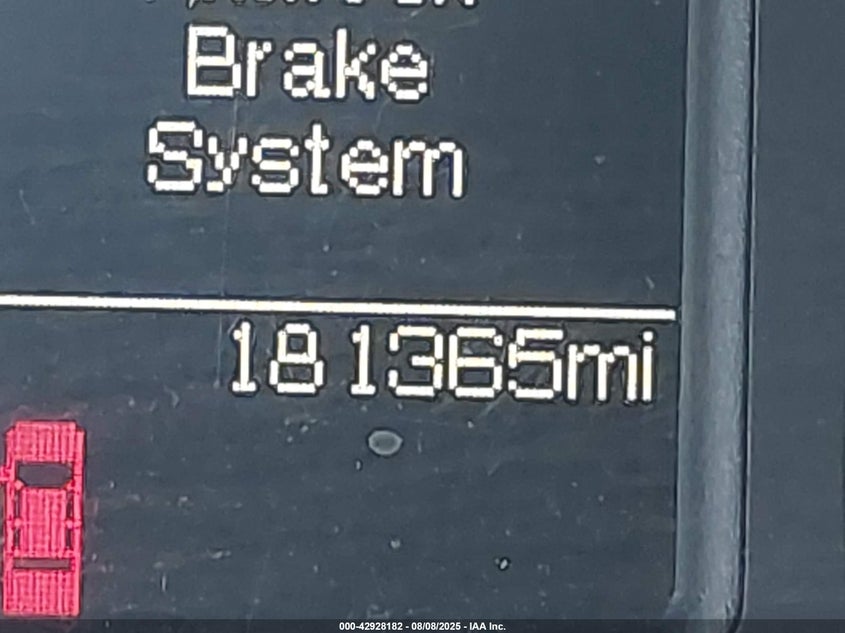 Brake
System
181365mi
000-42928182 - 08/08/2025 - IAA Inc.